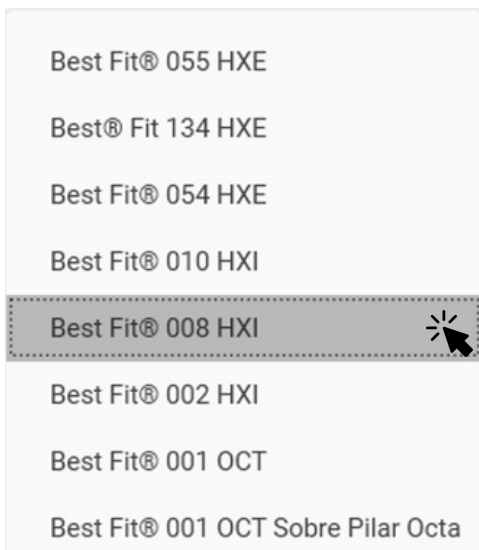 Best Fit® 055 HXE
Best® Fit 134 HXE
Best Fit® 054 HXE
Best Fit® 010 HXI
Best Fit® 008 HXI
Best Fit® 002 HXI
Best Fit® 001 OCT
Best Fit® 001 OCT Sobre Pilar Octa